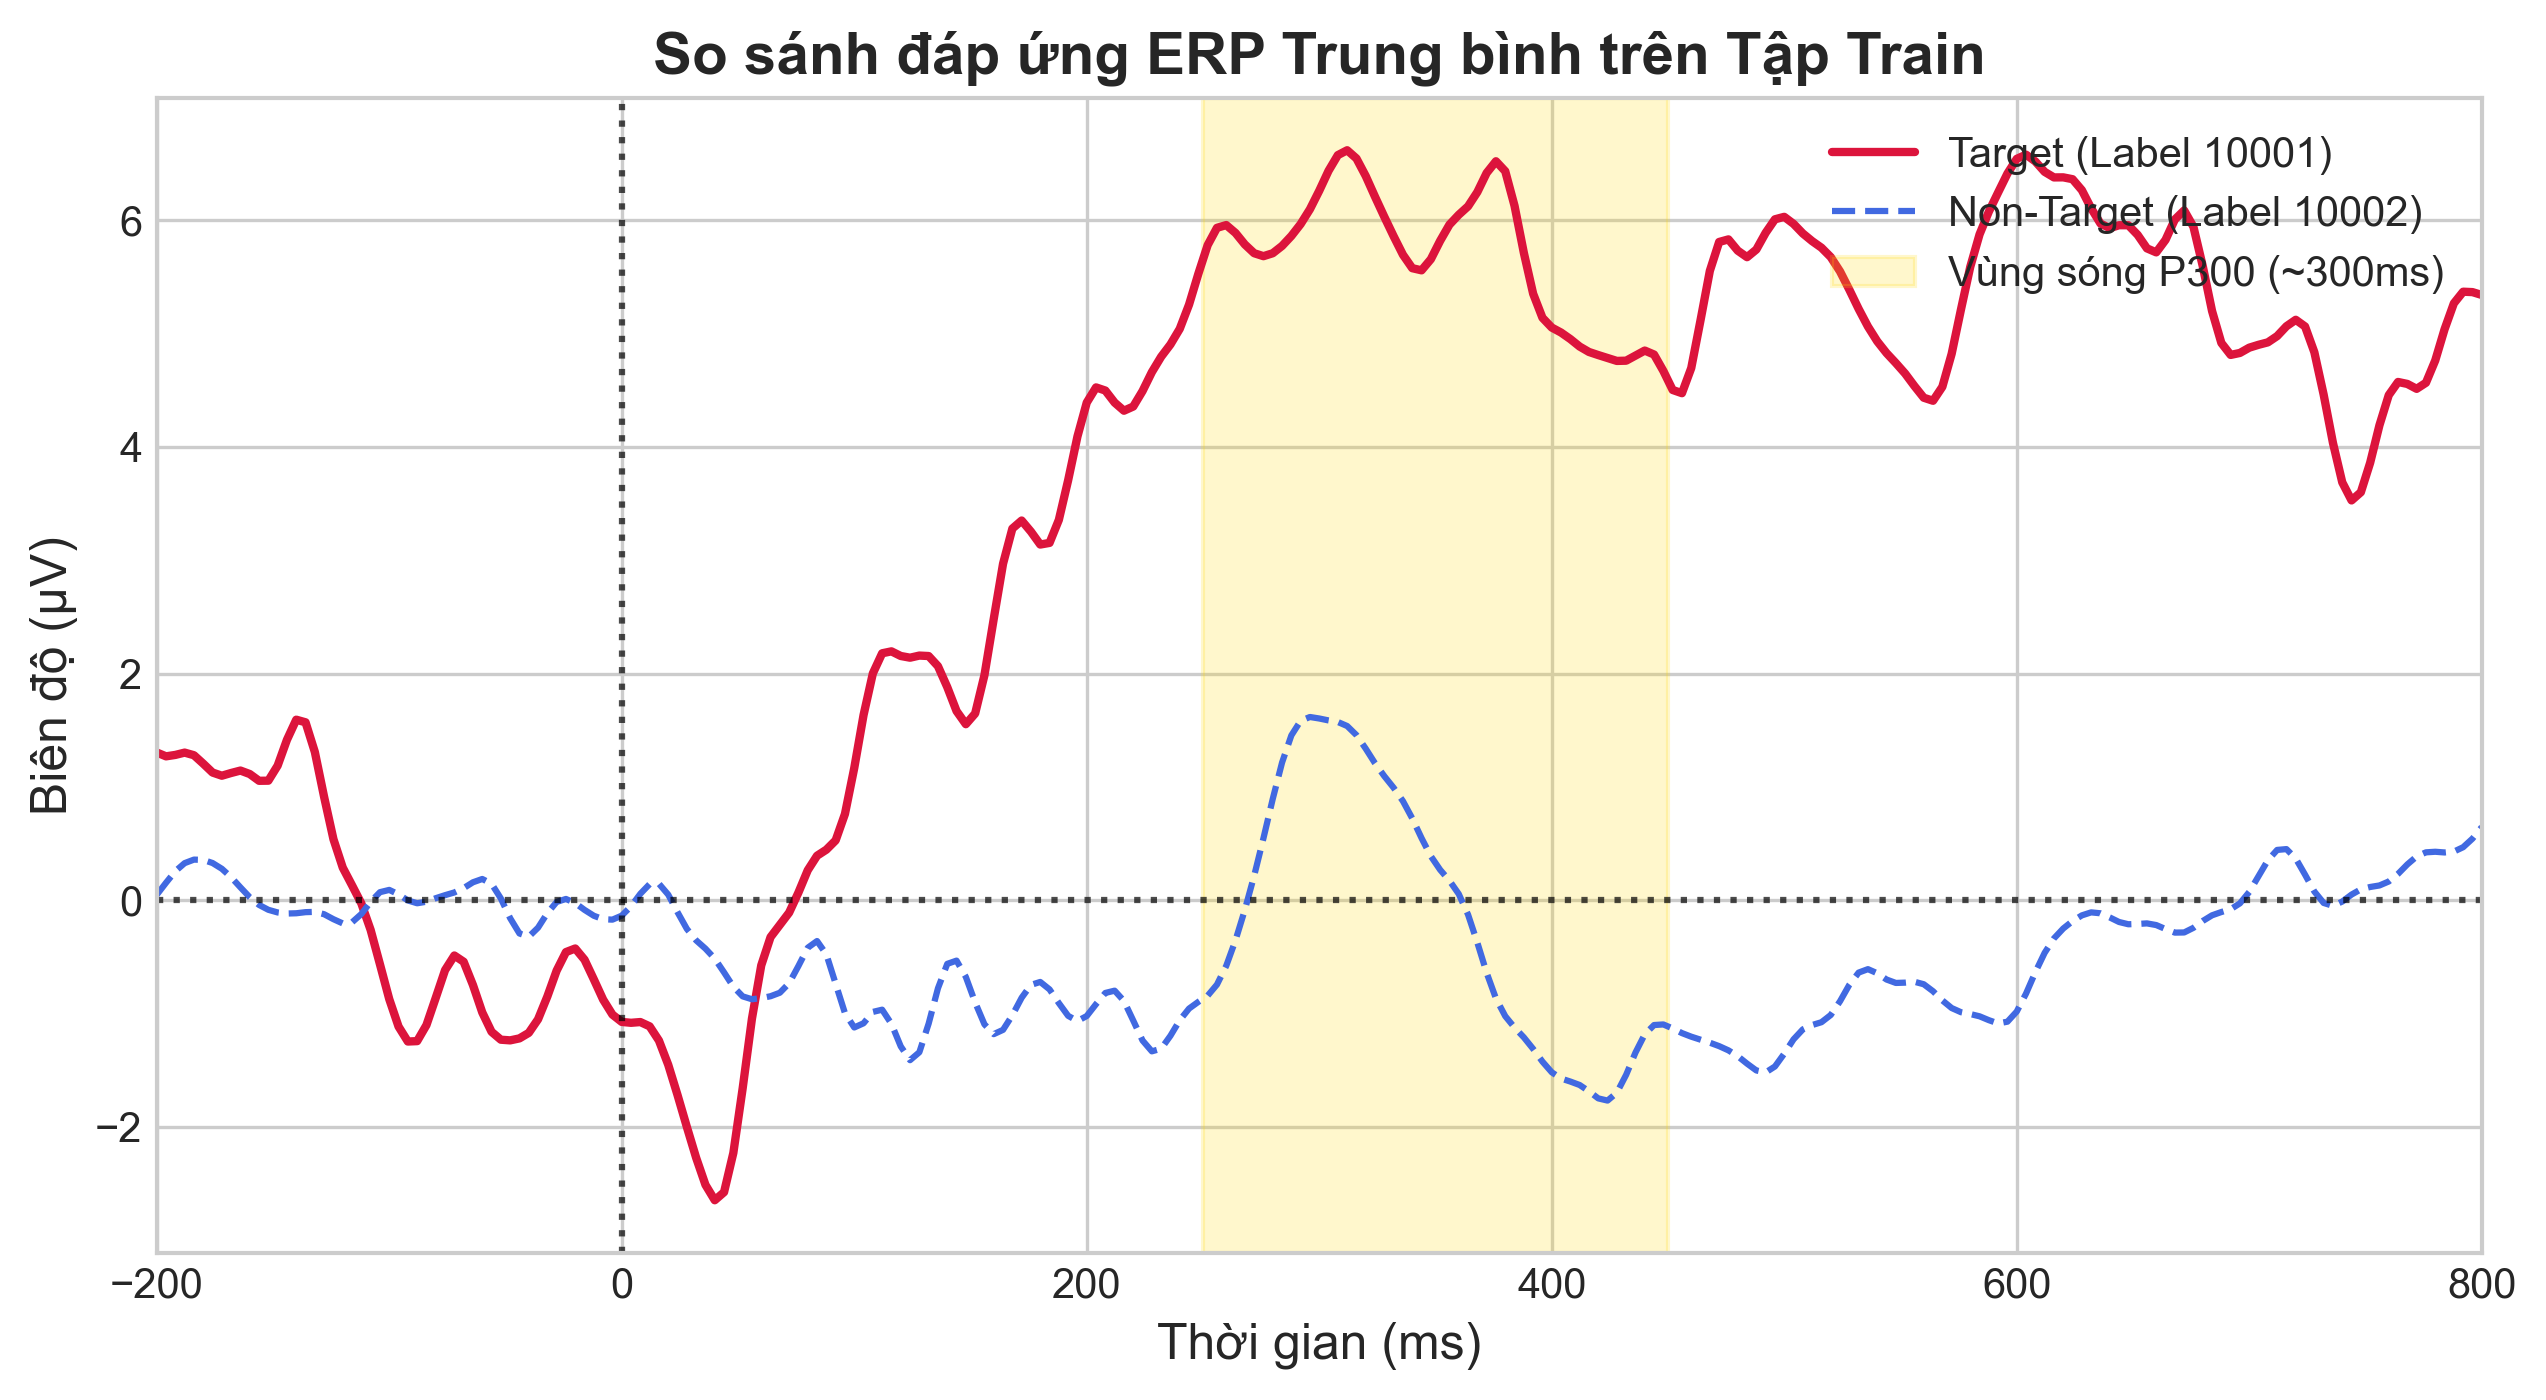 So sánh đáp ứng ERP Trung bình trên Tập Train
Target (Label 10001)
Non-Target (Label 10002)
Vùng sóng P300 (~300ms)
Biên độ (µV)
6
4
2
0
−2
−200
0
200
400
600
800
Thời gian (ms)